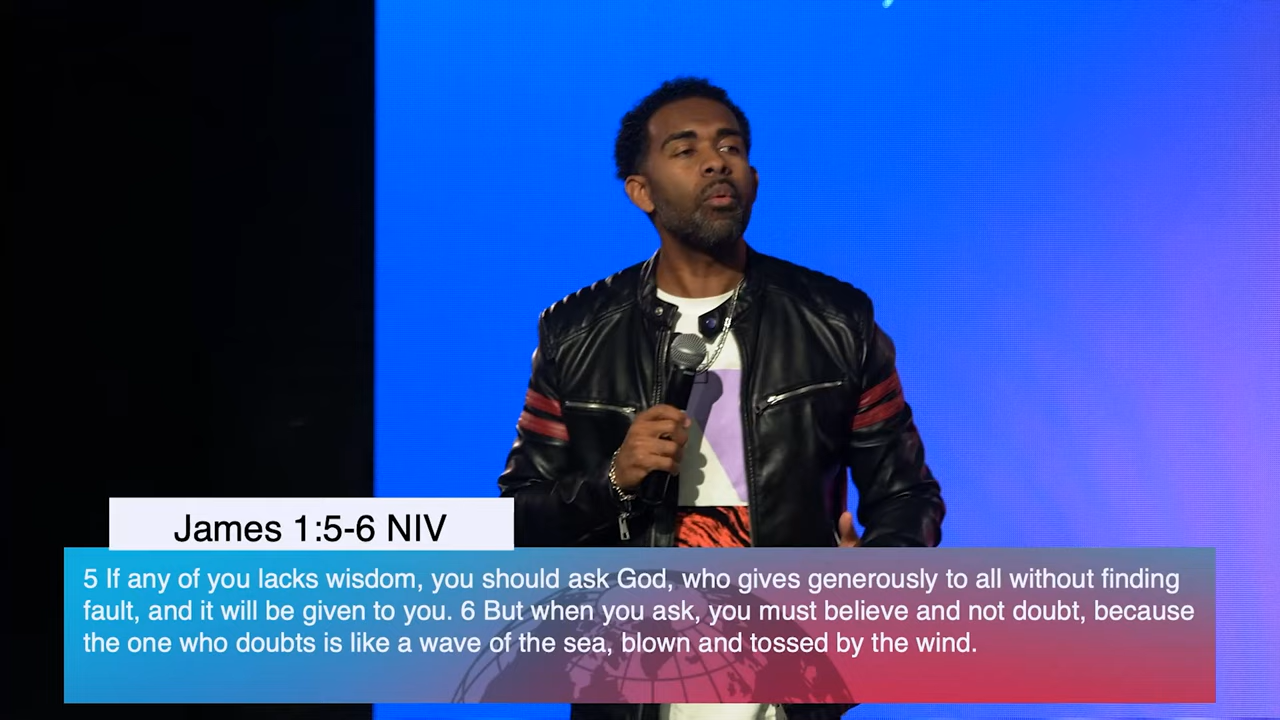 James 1:5-6 NIV
5 If any of you lacks wisdom, you should ask God, who gives generously to all without finding
fault, and it will be given to you. 6 But when you ask, you must believe and not doubt, because
the one who doubts is like a wave of the sea, blown and tossed by the wind.